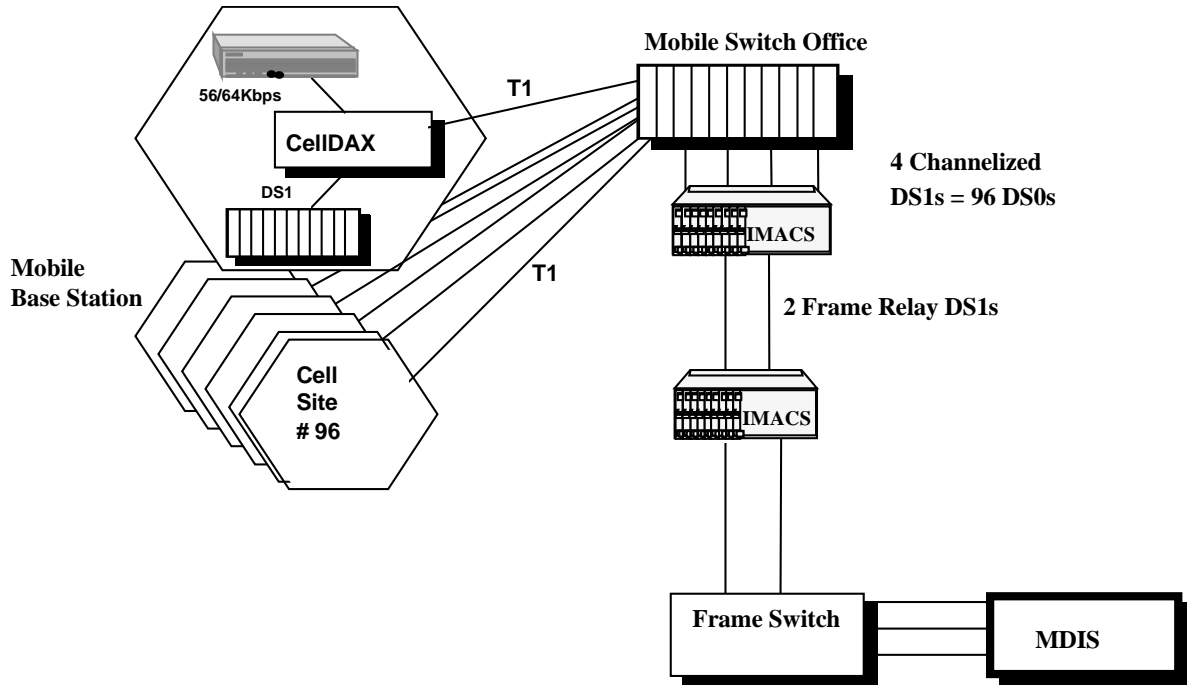 Mobile Switch Office
56/64Kbps
T1
CellDAX
4 Channelized
DS1s = 96 DS0s
DS1
IMACS
Mobile
Base Station
T1
2 Frame Relay DS1s
Cell
Site
# 96
IMACS
Frame Switch
MDIS